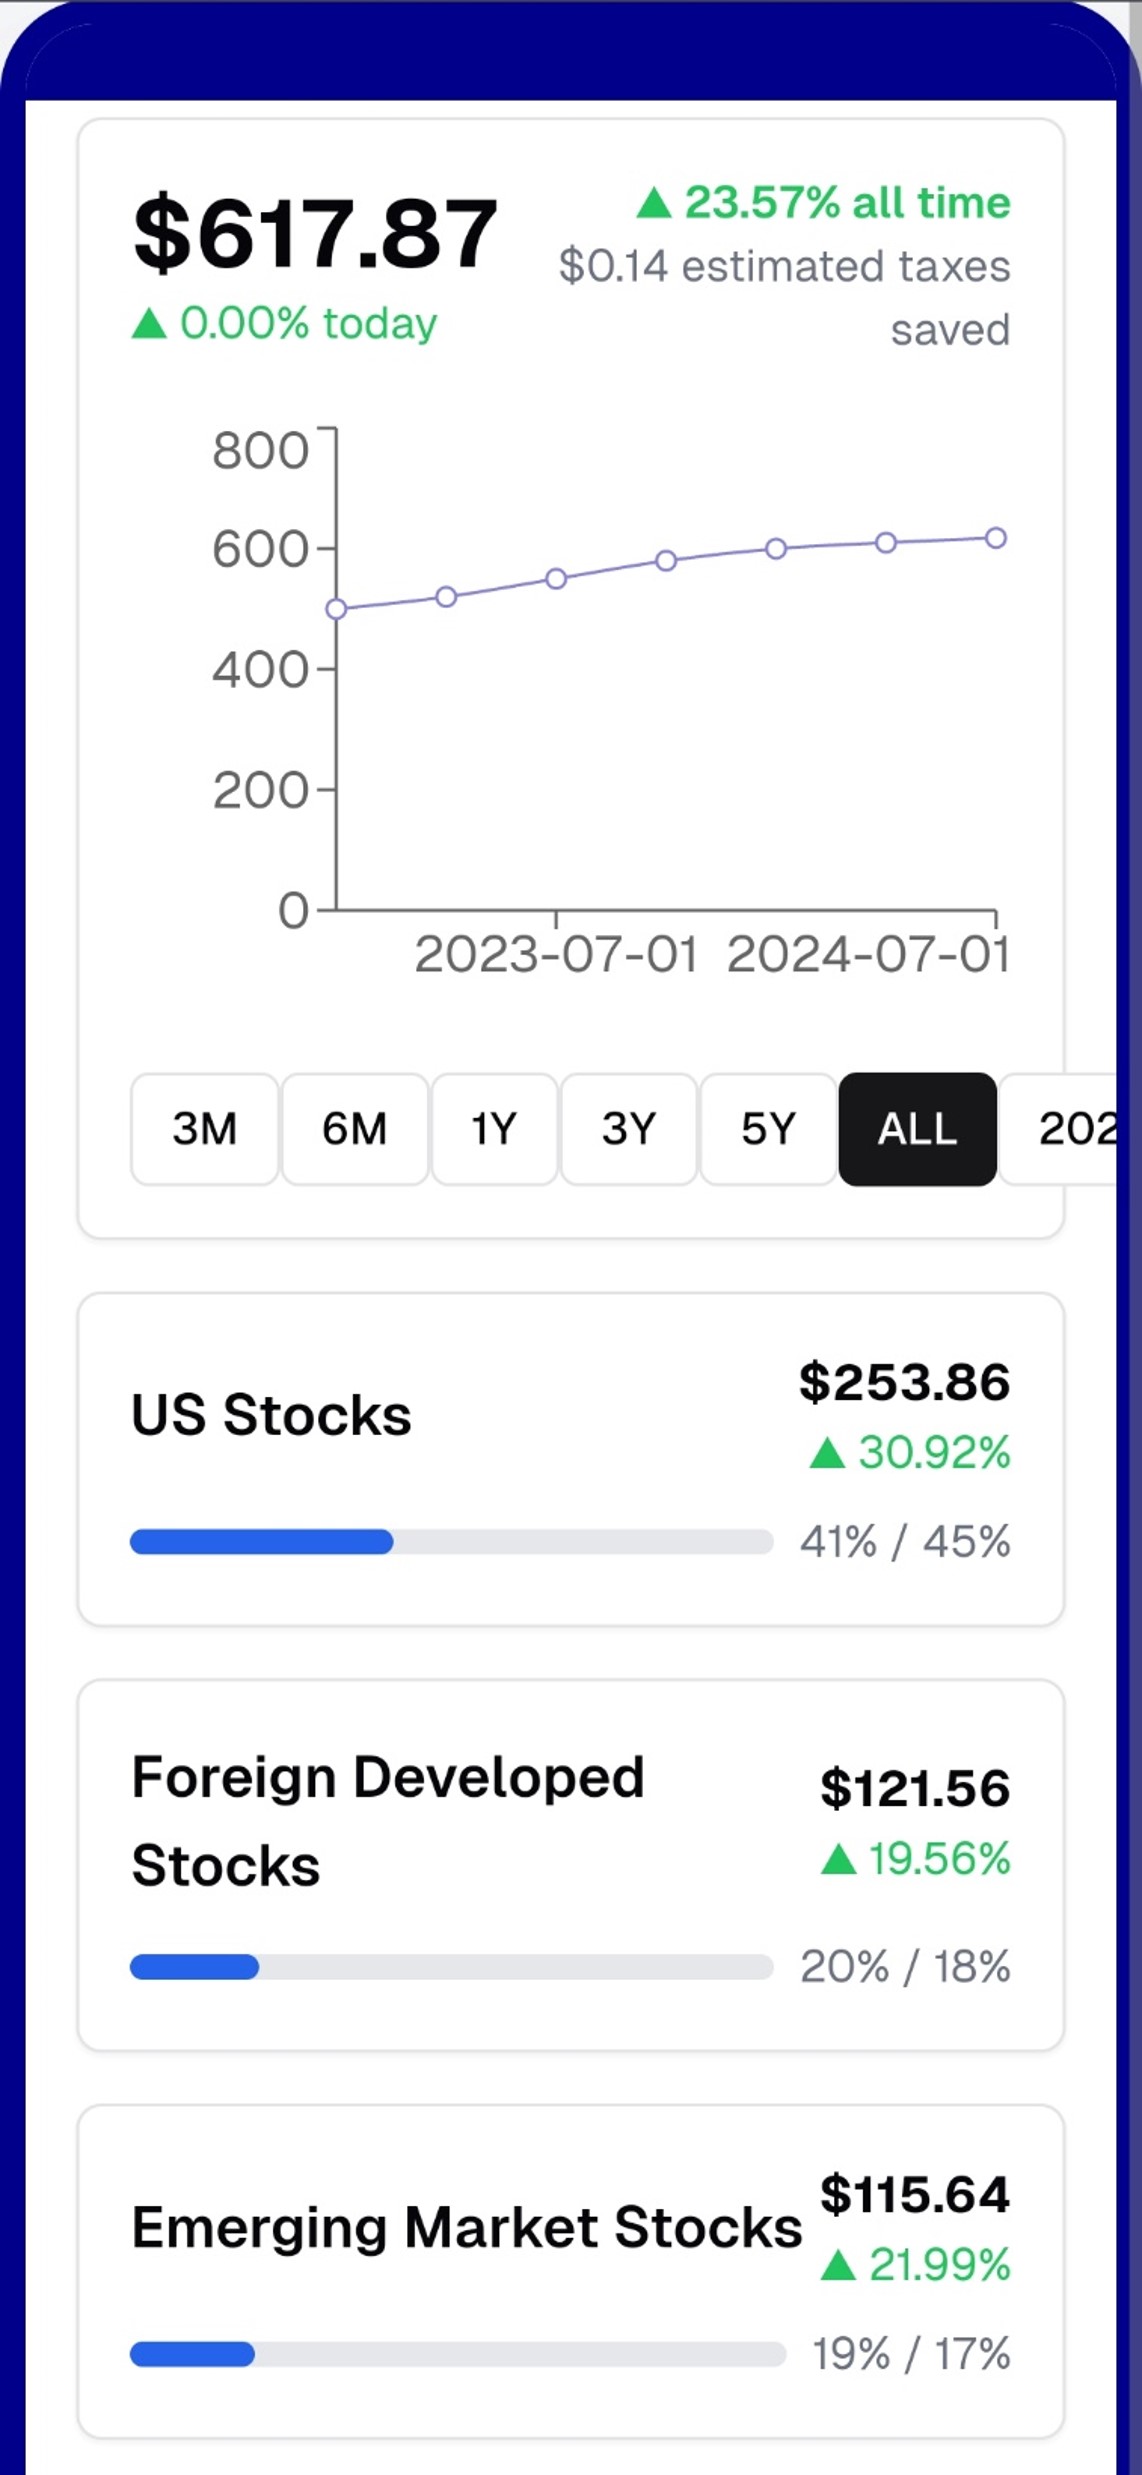 $617.87
▲ 0.00% today
▲ 23.57% all time
$0.14 estimated taxes
saved
800
600
400
200
0
2023-07-01 2024-07-01
3M 6M 1Y 3Y 5Y ALL 202
US Stocks
$253.86
▲ 30.92%
41% / 45%
Foreign Developed
Stocks
$121.56
▲ 19.56%
20% / 18%
Emerging Market Stocks
$115.64
▲ 21.99%
19% / 17%